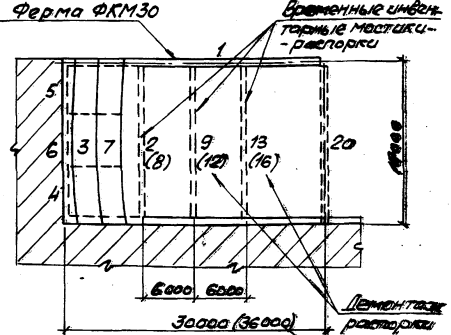 Ферма ФКМ30
Временные инвен-
тарные мостики-
-распорки
1
5
6
3
7
2
(8)
9
(12)
13
(16)
20
4
6000
6000
Демонтаж
распорки
30000 (36000)